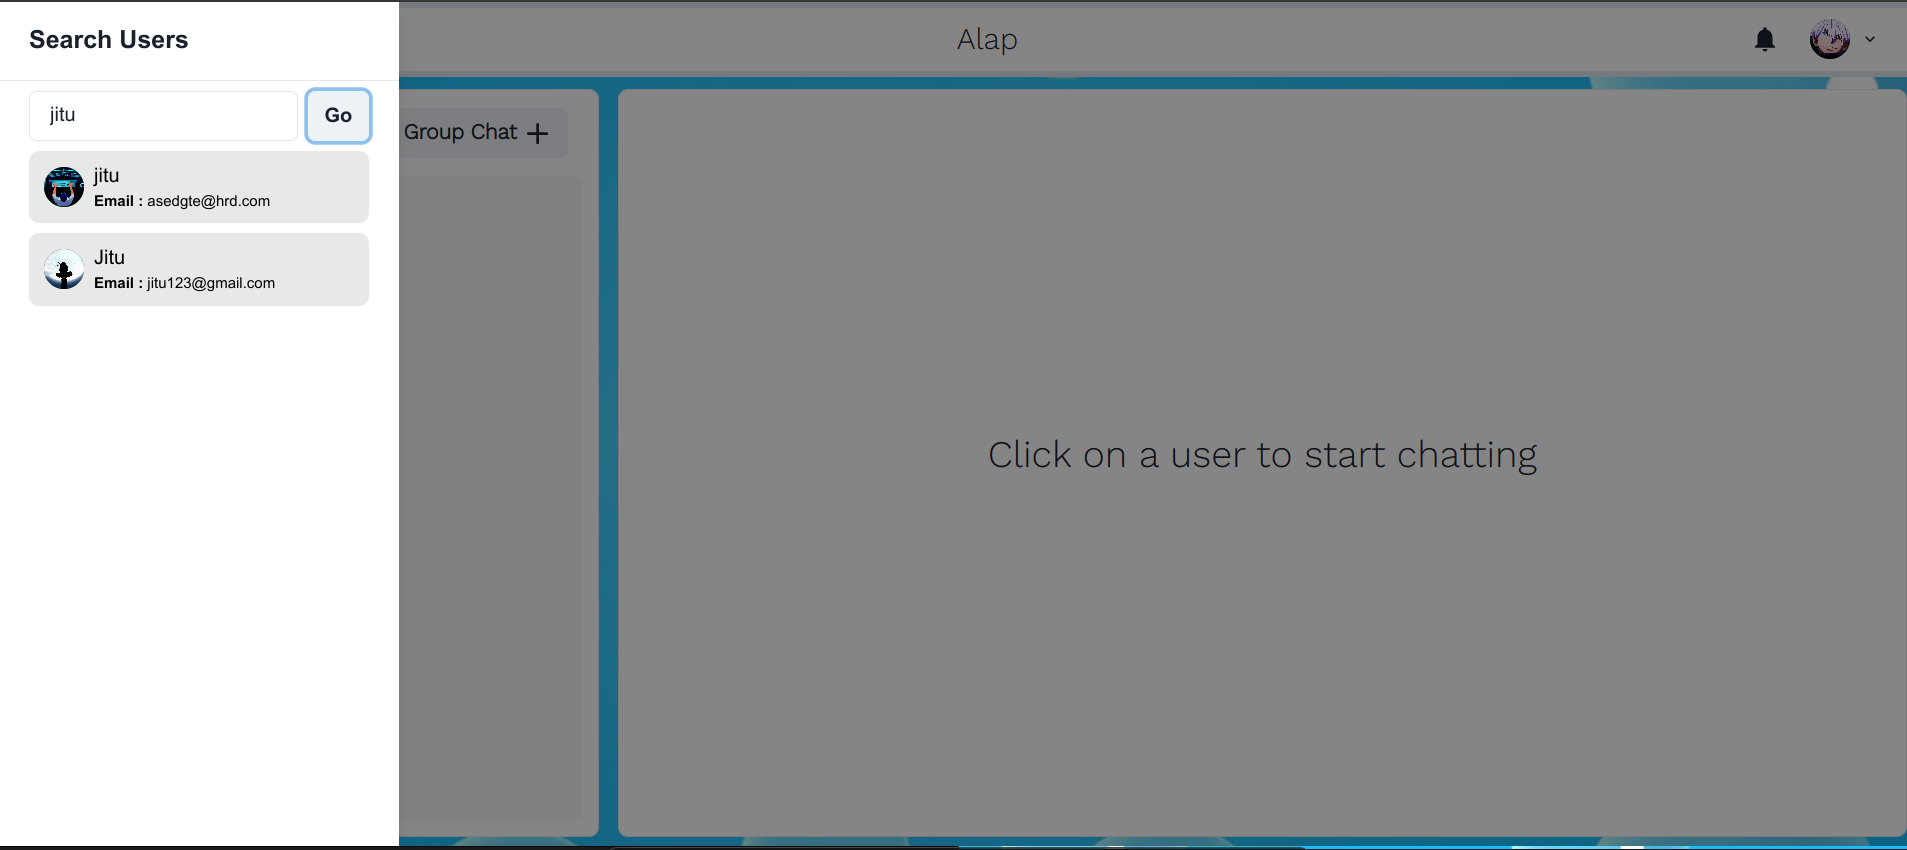 Search Users
Alap
jitu
Go
Group Chat +
jitu
Email : asedgte@hrd.com
Jitu
Email : jitu123@gmail.com
Click on a user to start chatting